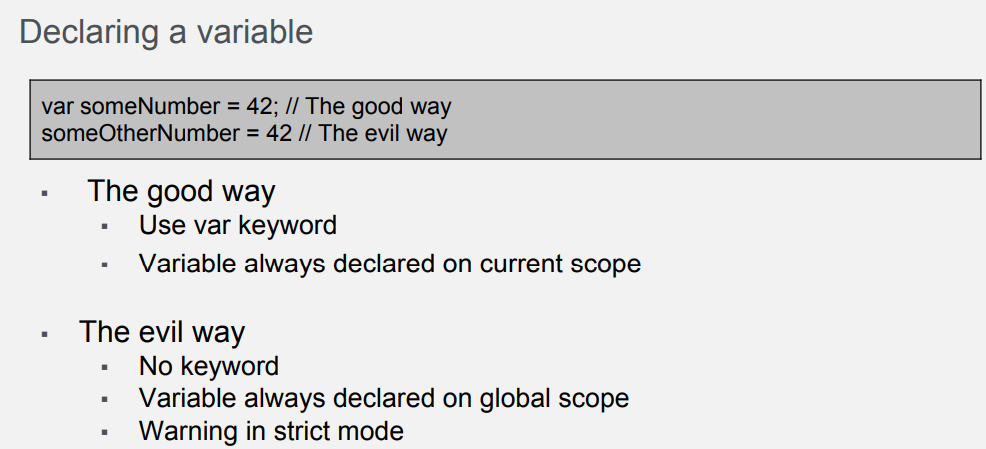 Declaring a variable
var someNumber = 42; // The good way
someOtherNumber = 42 // The evil way
▪ The good way
▪ Use var keyword
▪ Variable always declared on current scope
▪ The evil way
▪ No keyword
▪ Variable always declared on global scope
▪ Warning in strict mode